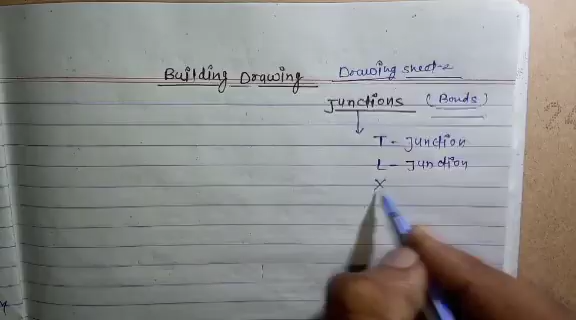 Building Drawing Drawing sheet-2
Junctions (Bonds)
T - Junction
L - Junction
X